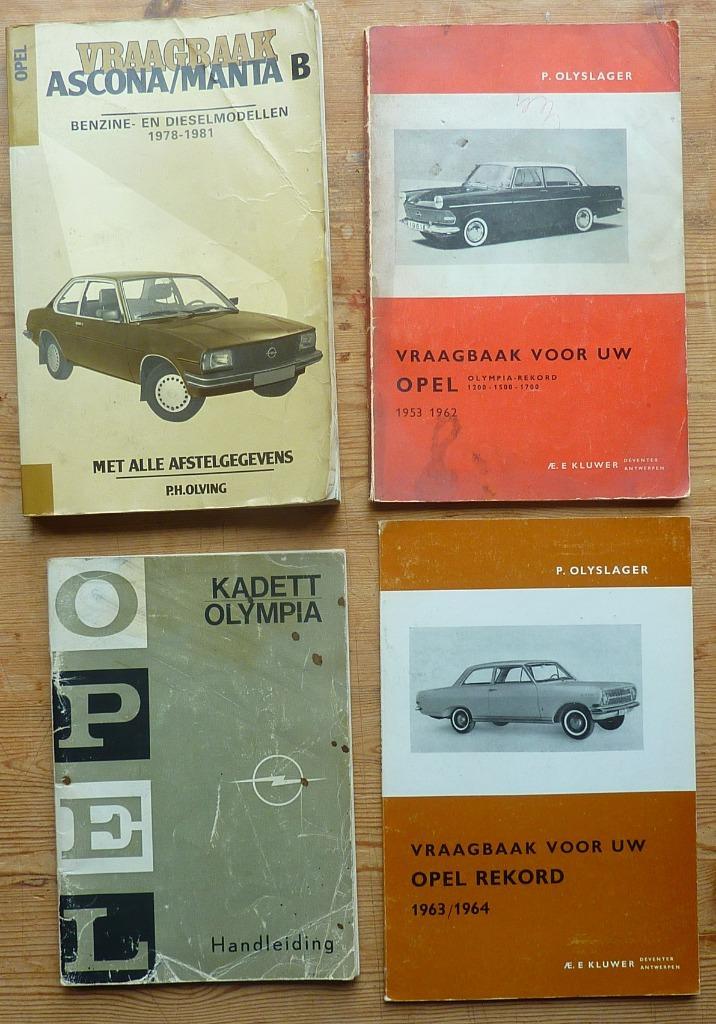 OPEL
VRAAGBAAK
ASCONA/MANTA B
BENZINE- EN DIESELMODELLEN
1978-1981
MET ALLE AFSTELGEGEVENS
P.H.OLVING
P. OLYSLAGER
VRAAGBAAK VOOR UW
OPEL OLYMPIA-REKORD
1200-1500-1700
1953 1962
Æ. E KLUWER DEVENTER
ANTWERPEN
OPEL
KADETT
OLYMPIA
Handleiding
P. OLYSLAGER
VRAAGBAAK VOOR UW
OPEL REKORD
1963/1964
Æ. E KLUWER DEVENTER
ANTWERPEN